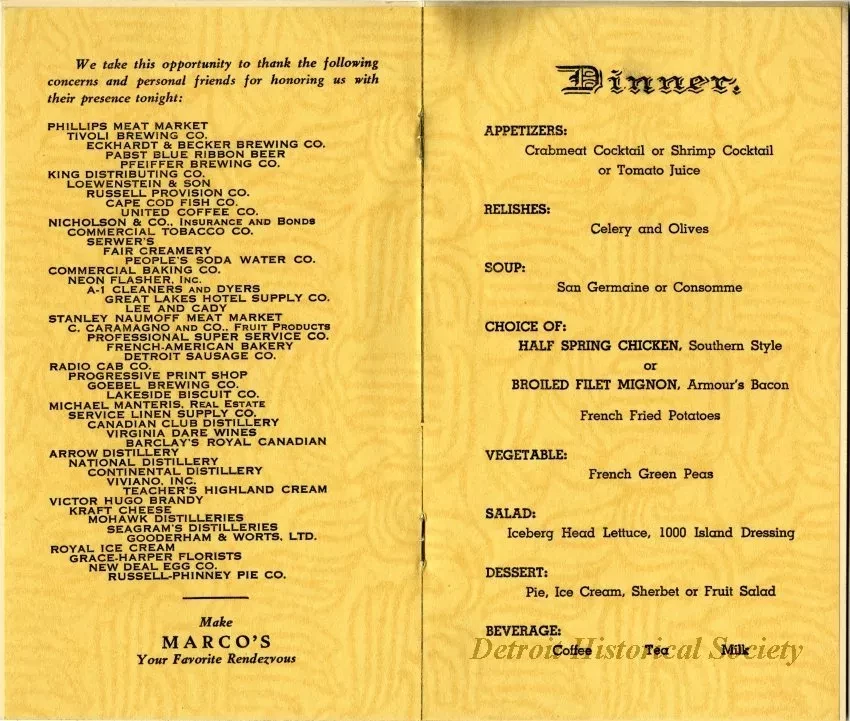 We take this opportunity to thank the following
concerns and personal friends for honoring us with
their presence tonight:
PHILLIPS MEAT MARKET
TIVOLI BREWING CO.
ECKHARDT & BECKER BREWING CO.
PABST BLUE RIBBON BEER
PFEIFFER BREWING CO.
KING DISTRIBUTING CO.
LOEWENSTEIN & SON
RUSSELL PROVISION CO.
CAPE COD FISH CO.
UNITED COFFEE CO.
NICHOLSON & CO., INSURANCE AND BONDS
COMMERCIAL TOBACCO CO.
SERWER'S
FAIR CREAMERY
PEOPLE'S SODA WATER CO.
COMMERCIAL BAKING CO.
NEON FLASHER, INC.
A-1 CLEANERS AND DYERS
GREAT LAKES HOTEL SUPPLY CO.
LEE AND CADY
STANLEY NAUMOFF MEAT MARKET
C. CARAMAGNO AND CO., FRUIT PRODUCTS
PROFESSIONAL SUPER SERVICE CO.
FRENCH-AMERICAN BAKERY
DETROIT SAUSAGE CO.
RADIO CAB CO.
PROGRESSIVE PRINT SHOP
GOEBEL BREWING CO.
LAKESIDE BISCUIT CO.
MICHAEL MANTERIS, REAL ESTATE
SERVICE LINEN SUPPLY CO.
CANADIAN CLUB DISTILLERY
VIRGINIA DARE WINES
BARCLAY'S ROYAL CANADIAN
ARROW DISTILLERY
NATIONAL DISTILLERY
CONTINENTAL DISTILLERY
VIVIANO, INC.
TEACHER'S HIGHLAND CREAM
VICTOR HUGO BRANDY
KRAFT CHEESE
MOHAWK DISTILLERIES
SEAGRAM'S DISTILLERIES
GOODERHAM & WORTS, LTD.
ROYAL ICE CREAM
GRACE-HARPER FLORISTS
NEW DEAL EGG CO.
RUSSELL-PHINNEY PIE CO.
Make
MARCO'S
Your Favorite Rendezvous
Dinner.
APPETIZERS:
Crabmeat Cocktail or Shrimp Cocktail
or Tomato Juice
RELISHES:
Celery and Olives
SOUP:
San Germaine or Consomme
CHOICE OF:
HALF SPRING CHICKEN, Southern Style
or
BROILED FILET MIGNON, Armour's Bacon
French Fried Potatoes
VEGETABLE:
French Green Peas
SALAD:
Iceberg Head Lettuce, 1000 Island Dressing
DESSERT:
Pie, Ice Cream, Sherbet or Fruit Salad
BEVERAGE:
Coffee Tea Milk
Detroit Historical Society